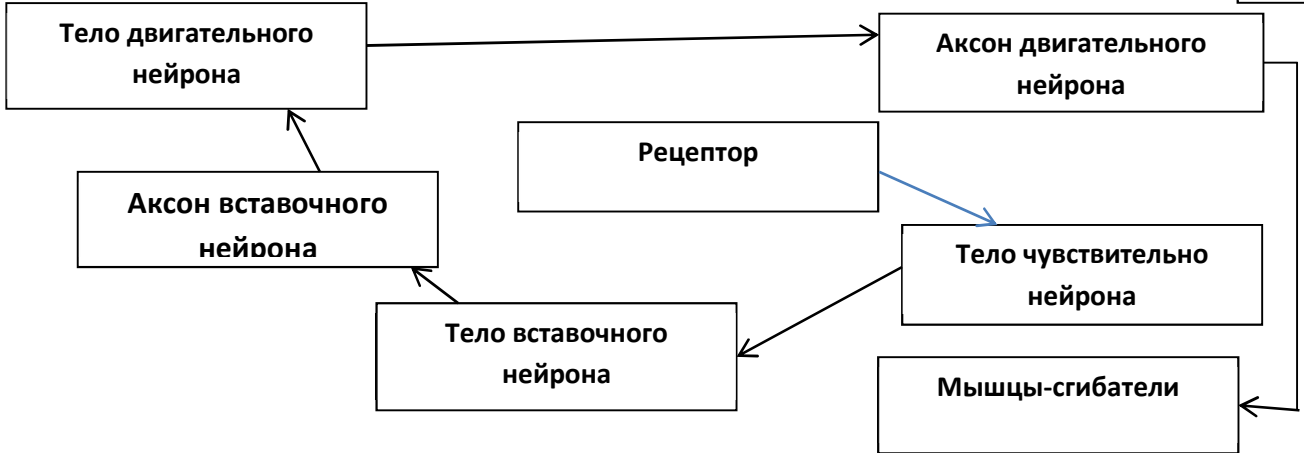 Тело двигательного
нейрона
Аксон двигательного
нейрона
Рецептор
Аксон вставочного
нейрона
Тело чувствительно
нейрона
Тело вставочного
нейрона
Мышцы-сгибатели